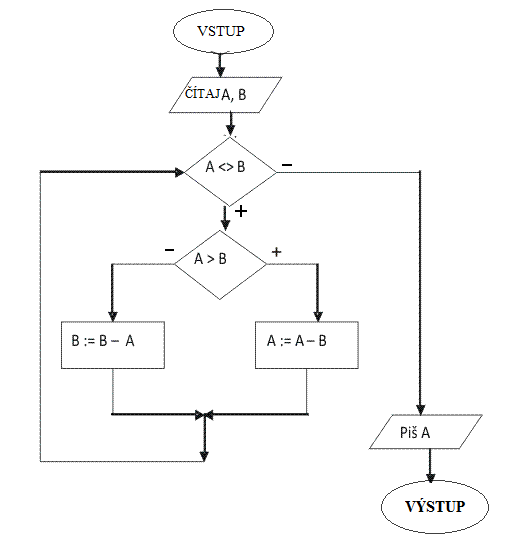 VSTUP
ČÍTAJ A, B
A <> B
–
+
A > B
–
+
B := B – A
A := A – B
Piš A
VÝSTUP